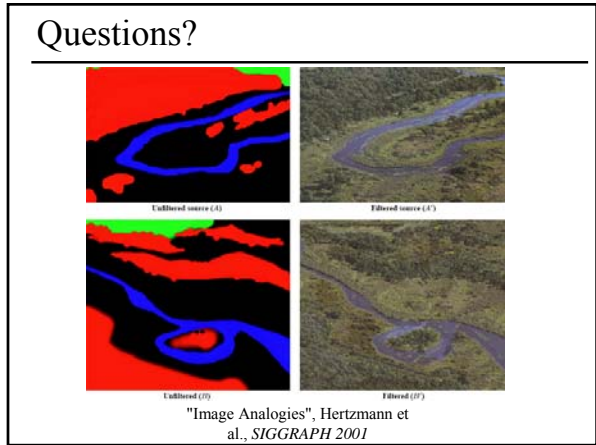 Questions?
Unfiltered source (A)
Filtered source (A')
Unfiltered (B)
Filtered (B')
"Image Analogies", Hertzmann et
al., SIGGRAPH 2001